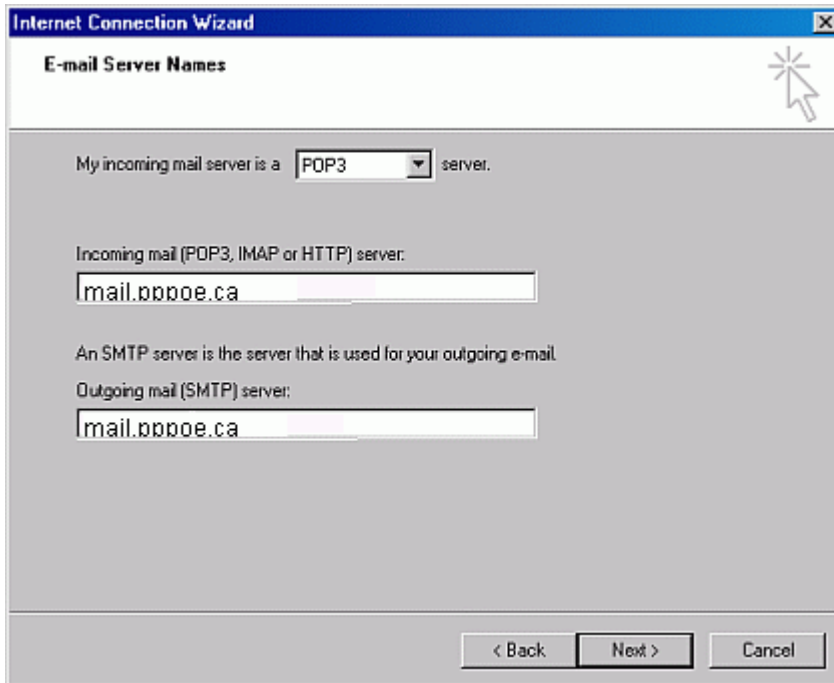 Internet Connection Wizard
E-mail Server Names
My incoming mail server is a POP3 server.
Incoming mail (POP3, IMAP or HTTP) server:
mail.pppoe.ca
An SMTP server is the server that is used for your outgoing e-mail.
Outgoing mail (SMTP) server:
mail.pppoe.ca
< Back Next > Cancel